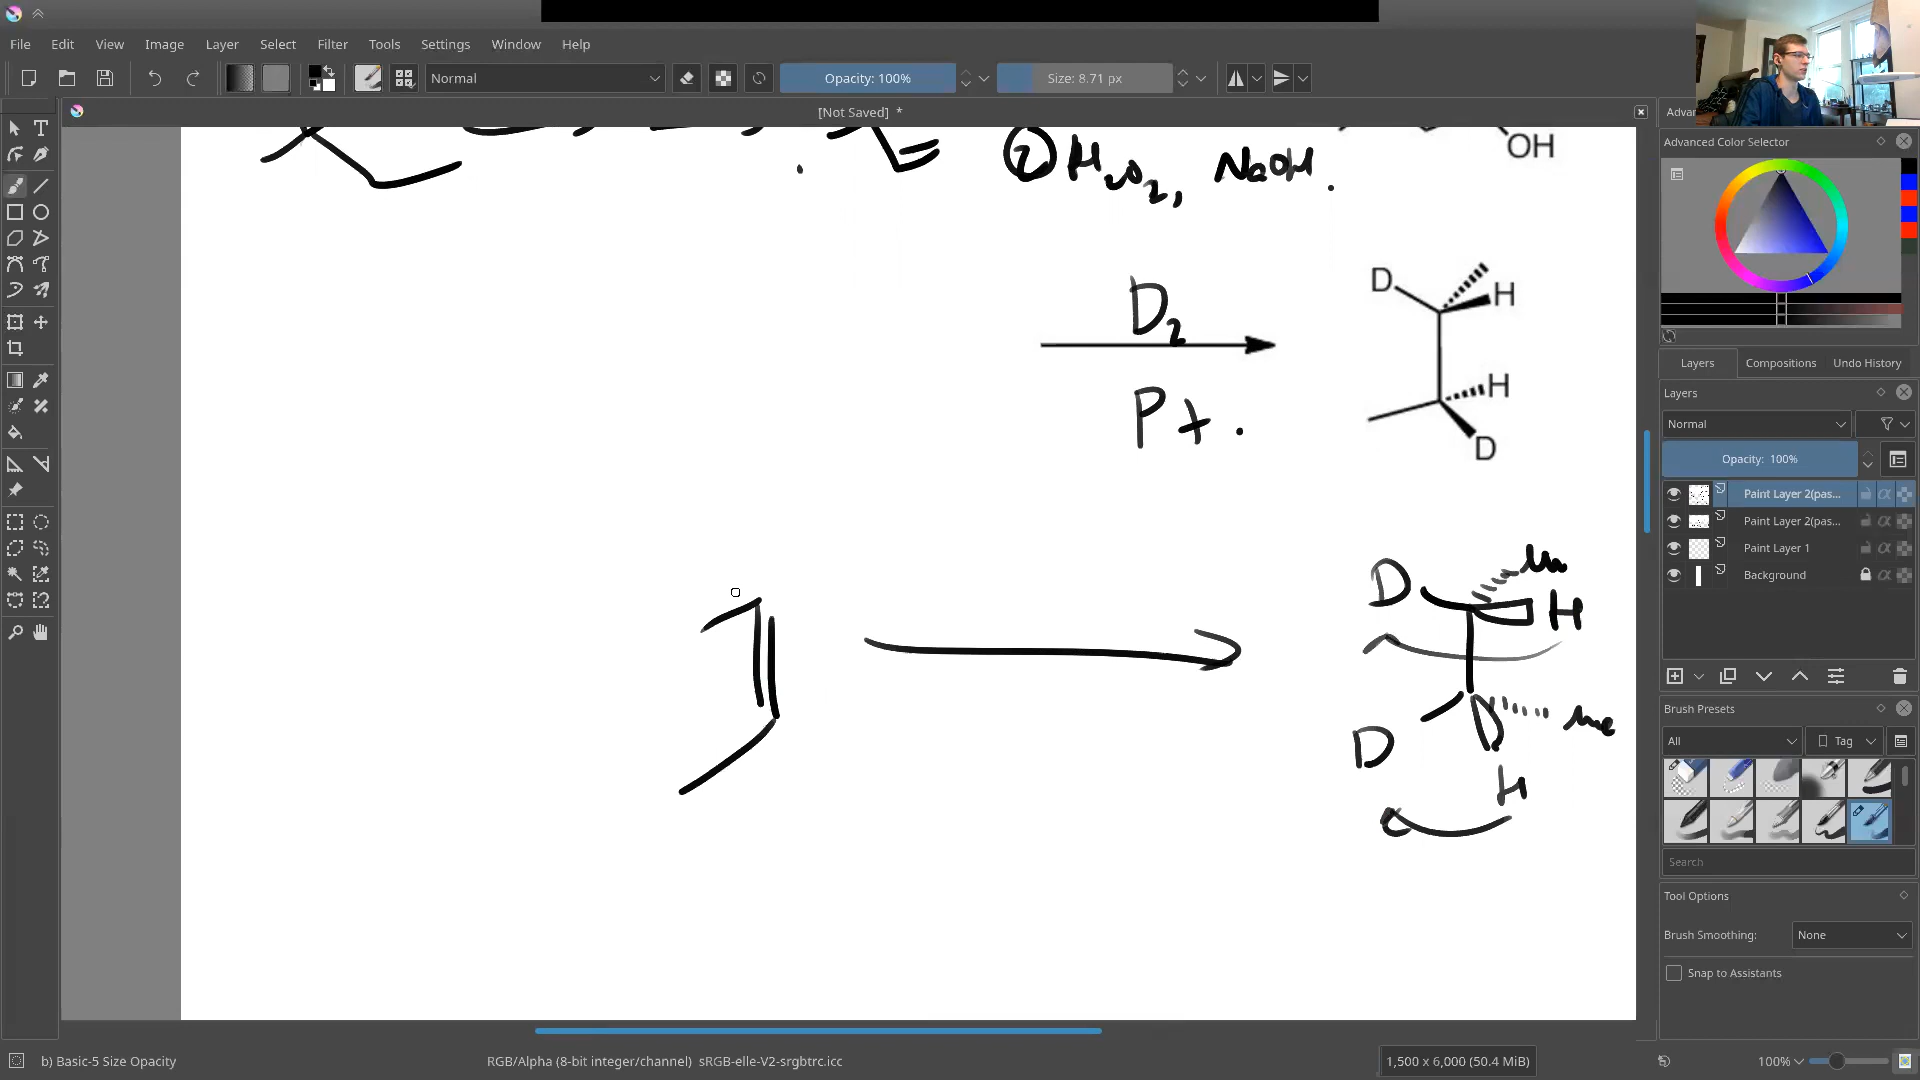 File Edit View Image Layer Select Filter Tools Settings Window Help
Normal
Opacity: 100%
Size: 8.71 px
[Not Saved] *
Advanced Color Selector
② H2O2, NaOH.
OH
D2
Pt.
D
H
H
D
D
H
D
Me
H
Layers Compositions Undo History
Layers
Normal
Opacity: 100%
Paint Layer 2(pas...
Paint Layer 2(pas...
Paint Layer 1
Background
Brush Presets
All
Tag
Search
Tool Options
Brush Smoothing: None
Snap to Assistants
b) Basic-5 Size Opacity
RGB/Alpha (8-bit integer/channel) sRGB-elle-V2-srgbtrc.icc
1,500 x 6,000 (50.4 MiB)
100%